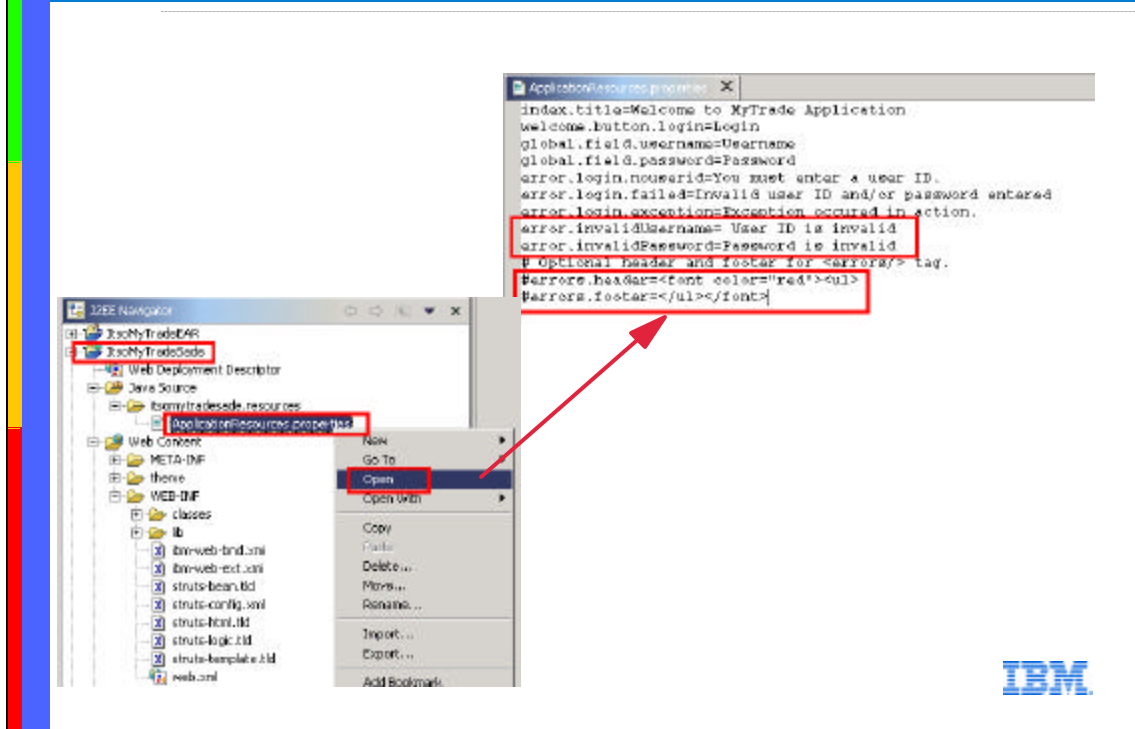 ApplicationResources.properties
index.title=Welcome to MyTrade Application
welcome.button.login=Login
global.field.username=Username
global.field.password=Password
error.login.nouserid=You must enter a user ID.
error.login.failed=Invalid user ID and/or password entered
error.login.exception=Exception occured in action.
error.invalidUsername= User ID is invalid
error.invalidPassword=Password is invalid
# Optional header and footer for <errors/> tag.
#errors.header=<font color="red"><ul>
#errors.footer=</ul></font>
J2EE Navigator
ItsoMyTradeEAR
ItsoMyTradeSede
Web Deployment Descriptor
Java Source
itsomytradesede.resources
ApplicationResources.properties
Web Content
META-INF
theme
WEB-INF
classes
lib
ibm-web-bnd.xmi
ibm-web-ext.xmi
struts-bean.tld
struts-config.xml
struts-html.tld
struts-logic.tld
struts-template.tld
web.xml
New
Go To
Open
Open With
Copy
Paste
Delete...
Move...
Rename...
Import...
Export...
Add Bookmark
IBM.